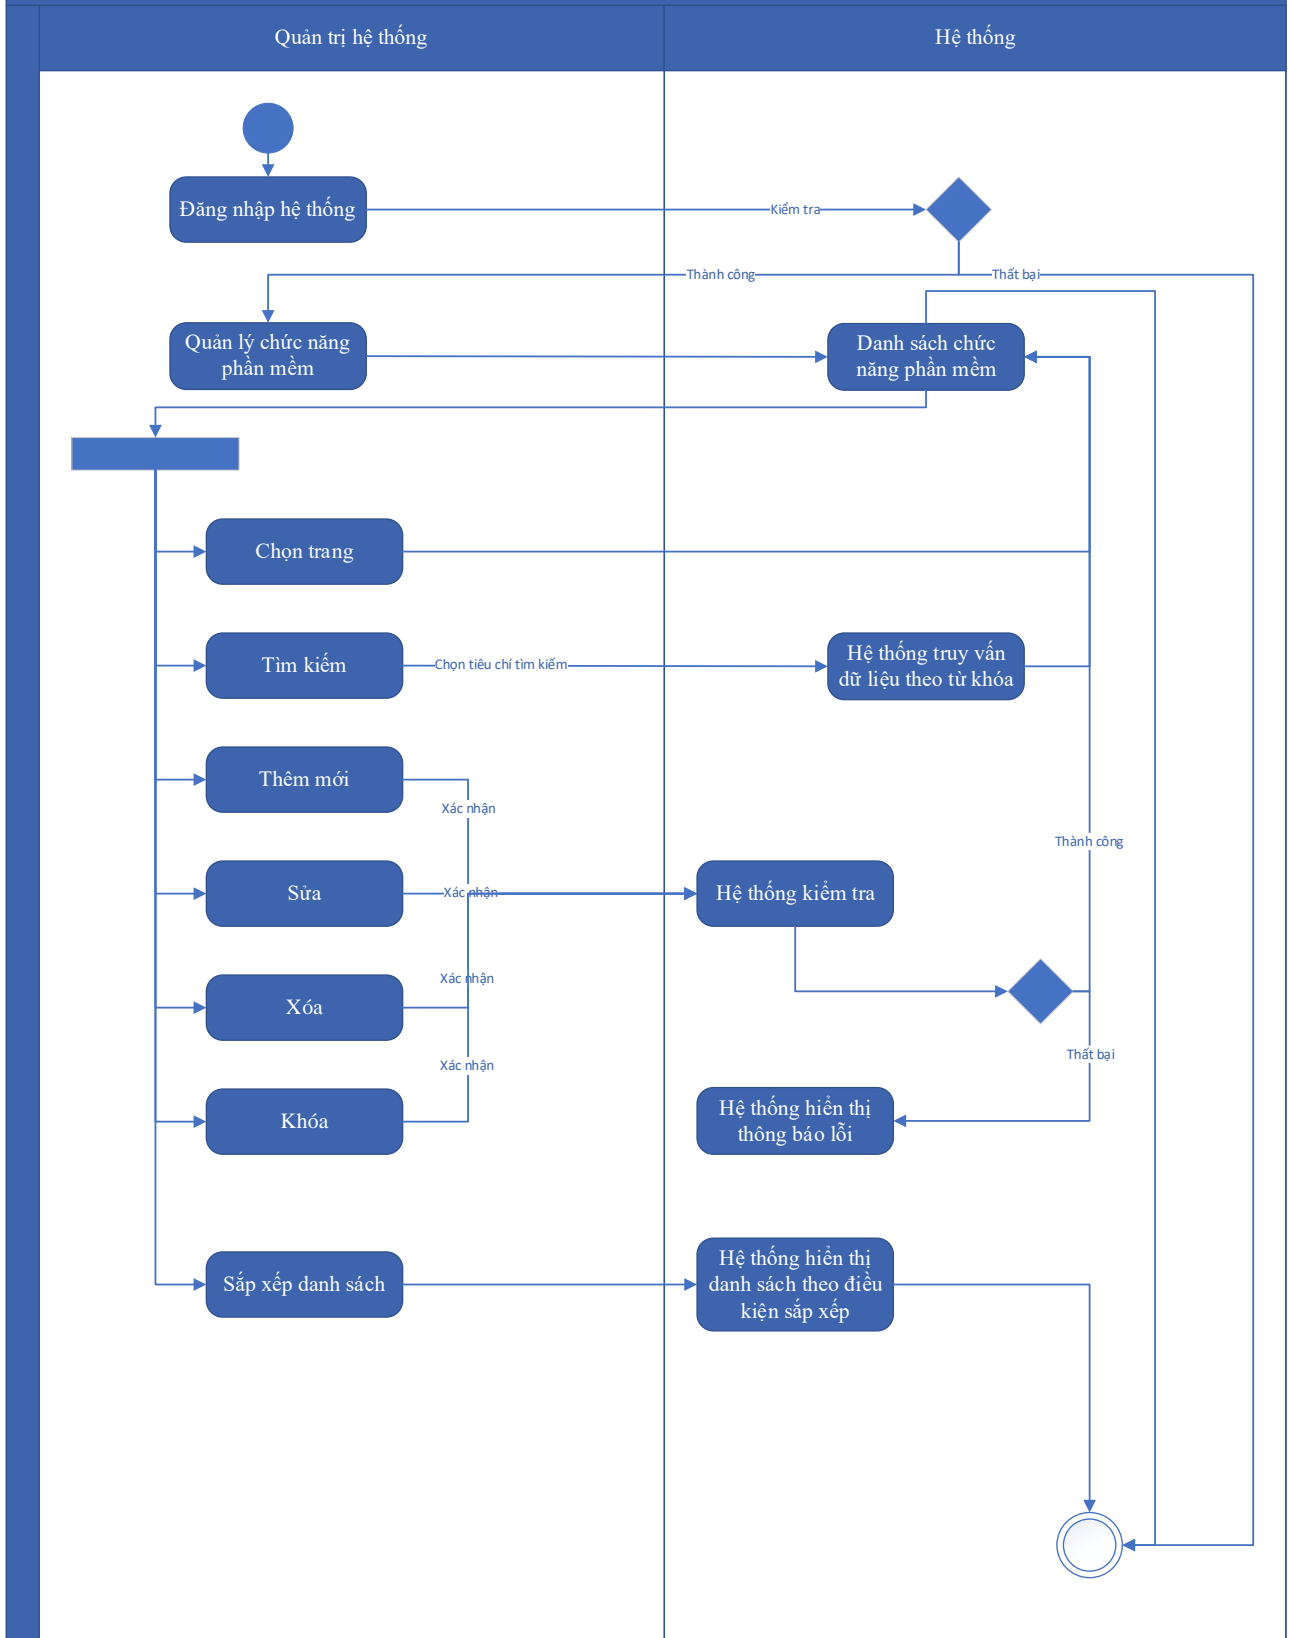 Quản trị hệ thống
Hệ thống
Đăng nhập hệ thống
Kiểm tra
Thành công
Thất bại
Quản lý chức năng
phần mềm
Danh sách chức
năng phần mềm
Chọn trang
Tìm kiếm
Chọn tiêu chí tìm kiếm
Hệ thống truy vấn
dữ liệu theo từ khóa
Thêm mới
Xác nhận
Thành công
Sửa
Xác nhận
Hệ thống kiểm tra
Xác nhận
Xóa
Thất bại
Xác nhận
Khóa
Hệ thống hiển thị
thông báo lỗi
Sắp xếp danh sách
Hệ thống hiển thị
danh sách theo điều
kiện sắp xếp